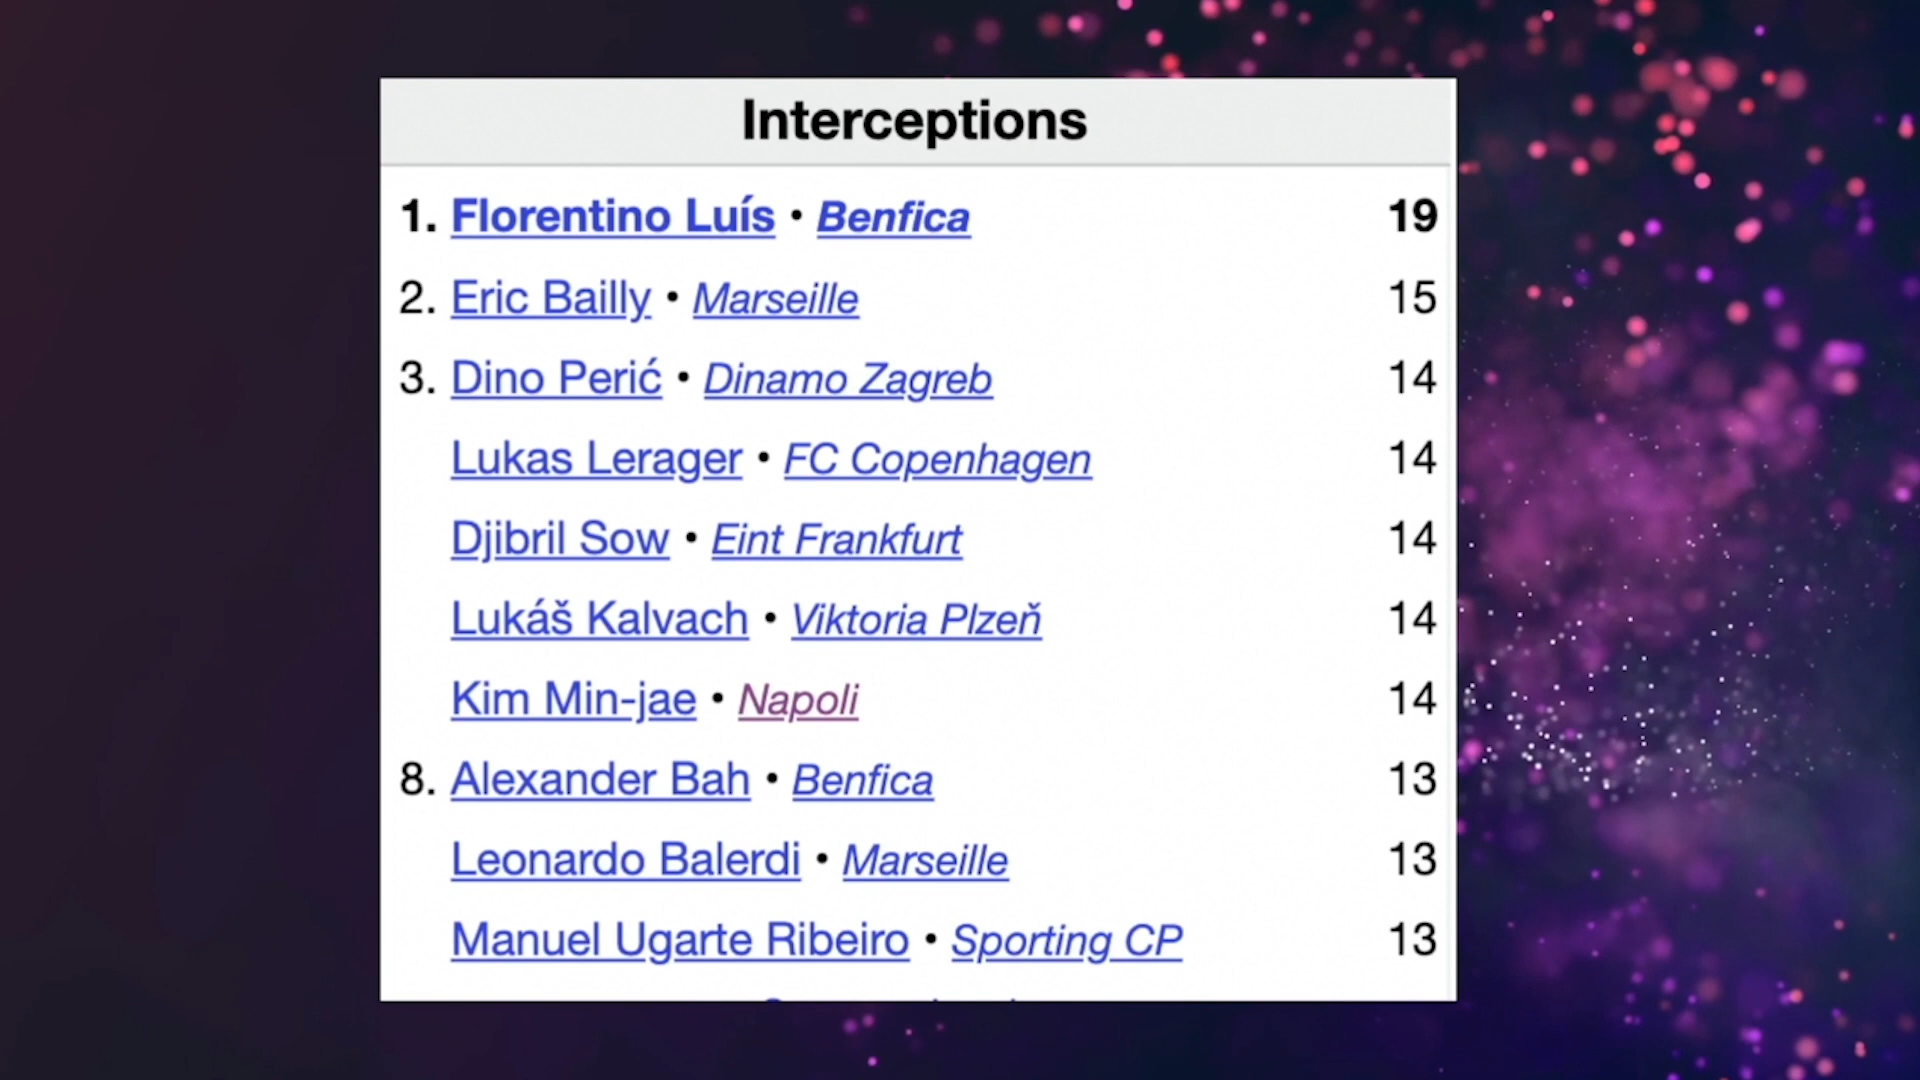 Interceptions
1. Florentino Luís • Benfica 19
2. Eric Bailly • Marseille 15
3. Dino Perić • Dinamo Zagreb 14
Lukas Lerager • FC Copenhagen 14
Djibril Sow • Eint Frankfurt 14
Lukáš Kalvach • Viktoria Plzeň 14
Kim Min-jae • Napoli 14
8. Alexander Bah • Benfica 13
Leonardo Balerdi • Marseille 13
Manuel Ugarte Ribeiro • Sporting CP 13